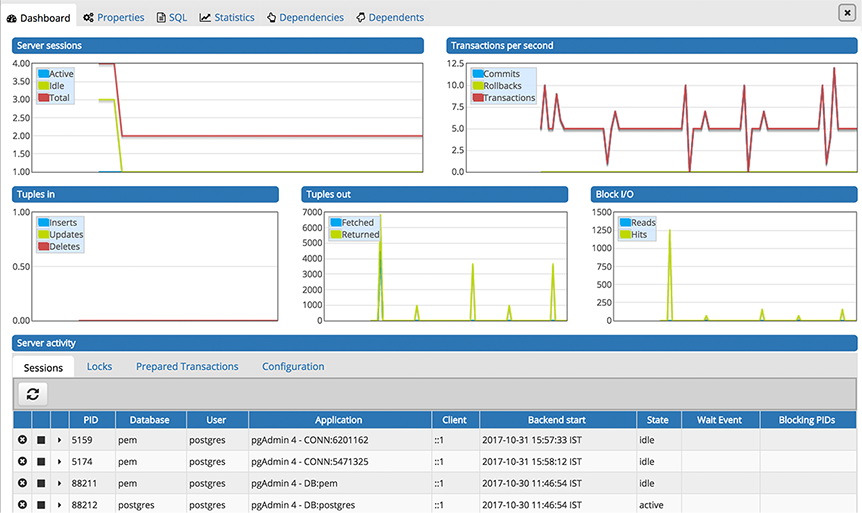 Dashboard Properties SQL Statistics Dependencies Dependents
Server sessions
4.00
3.50
3.00
2.50
2.00
1.50
1.00
Active
Idle
Total
Transactions per second
12.5
10.0
7.5
5.0
2.5
0.0
Commits
Rollbacks
Transactions
Tuples in
1.00
0.50
0.00
Inserts
Updates
Deletes
Tuples out
7000
6000
5000
4000
3000
2000
1000
0
Fetched
Returned
Block I/O
1500
1250
1000
750
500
250
0
Reads
Hits
Server activity
Sessions Locks Prepared Transactions Configuration
PID Database User Application Client Backend start State Wait Event Blocking PIDs
5159 pem postgres pgAdmin 4 - CONN:6201162 ::1 2017-10-31 15:57:33 IST idle
5174 pem postgres pgAdmin 4 - CONN:5471325 ::1 2017-10-31 15:58:12 IST idle
88211 pem postgres pgAdmin 4 - DB:pem ::1 2017-10-30 11:46:54 IST idle
88212 postgres postgres pgAdmin 4 - DB:postgres ::1 2017-10-30 11:46:54 IST active